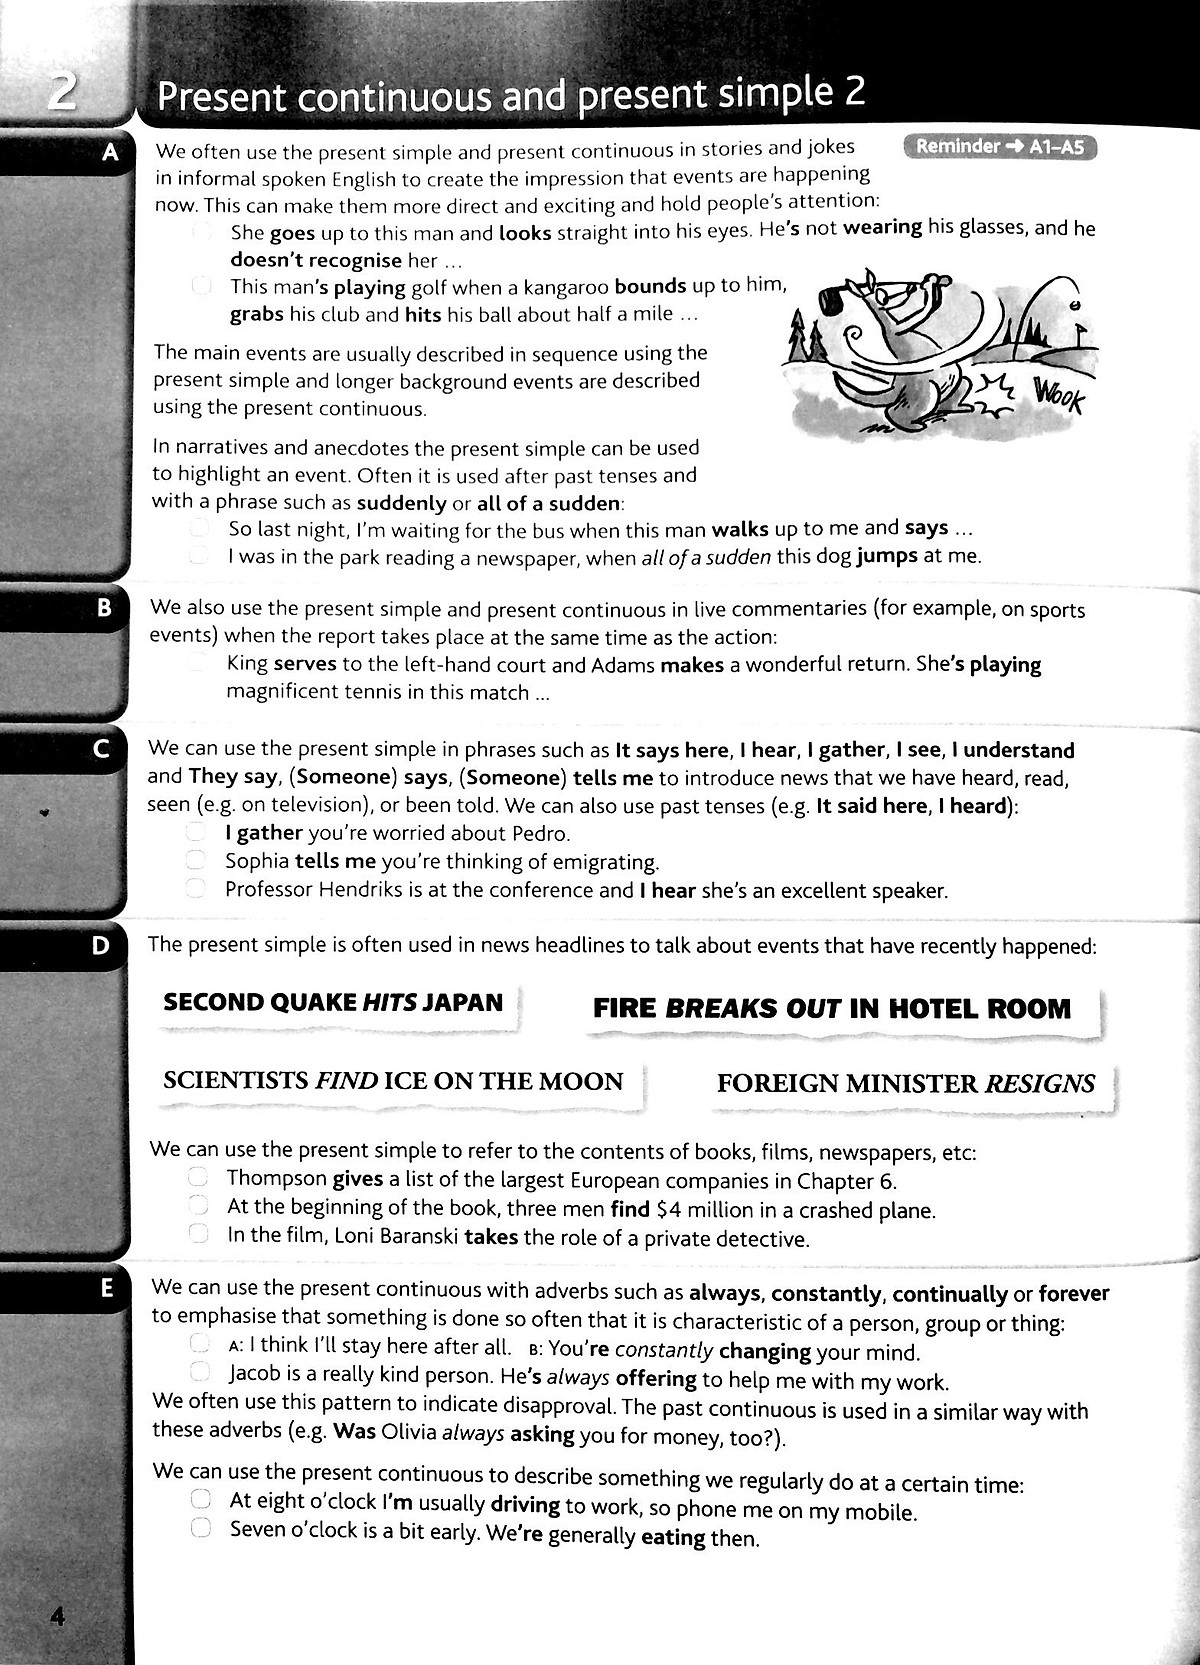 2
Present continuous and present simple 2
A
Reminder → A1–A5
We often use the present simple and present continuous in stories and jokes
in informal spoken English to create the impression that events are happening
now. This can make them more direct and exciting and hold people's attention:
She goes up to this man and looks straight into his eyes. He's not wearing his glasses, and he
doesn't recognise her ...
This man's playing golf when a kangaroo bounds up to him,
grabs his club and hits his ball about half a mile ...
WOOK
The main events are usually described in sequence using the
present simple and longer background events are described
using the present continuous.
In narratives and anecdotes the present simple can be used
to highlight an event. Often it is used after past tenses and
with a phrase such as suddenly or all of a sudden:
So last night, I'm waiting for the bus when this man walks up to me and says ...
I was in the park reading a newspaper, when all of a sudden this dog jumps at me.
B
We also use the present simple and present continuous in live commentaries (for example, on sports
events) when the report takes place at the same time as the action:
King serves to the left-hand court and Adams makes a wonderful return. She's playing
magnificent tennis in this match ...
C
We can use the present simple in phrases such as It says here, I hear, I gather, I see, I understand
and They say, (Someone) says, (Someone) tells me to introduce news that we have heard, read,
seen (e.g. on television), or been told. We can also use past tenses (e.g. It said here, I heard):
I gather you're worried about Pedro.
Sophia tells me you're thinking of emigrating.
Professor Hendriks is at the conference and I hear she's an excellent speaker.
D
The present simple is often used in news headlines to talk about events that have recently happened:
SECOND QUAKE HITS JAPAN
FIRE BREAKS OUT IN HOTEL ROOM
SCIENTISTS FIND ICE ON THE MOON
FOREIGN MINISTER RESIGNS
We can use the present simple to refer to the contents of books, films, newspapers, etc:
Thompson gives a list of the largest European companies in Chapter 6.
At the beginning of the book, three men find $4 million in a crashed plane.
In the film, Loni Baranski takes the role of a private detective.
E
We can use the present continuous with adverbs such as always, constantly, continually or forever
to emphasise that something is done so often that it is characteristic of a person, group or thing:
A: I think I'll stay here after all. B: You're constantly changing your mind.
Jacob is a really kind person. He's always offering to help me with my work.
We often use this pattern to indicate disapproval. The past continuous is used in a similar way with
these adverbs (e.g. Was Olivia always asking you for money, too?).
We can use the present continuous to describe something we regularly do at a certain time:
At eight o'clock I'm usually driving to work, so phone me on my mobile.
Seven o'clock is a bit early. We're generally eating then.
4